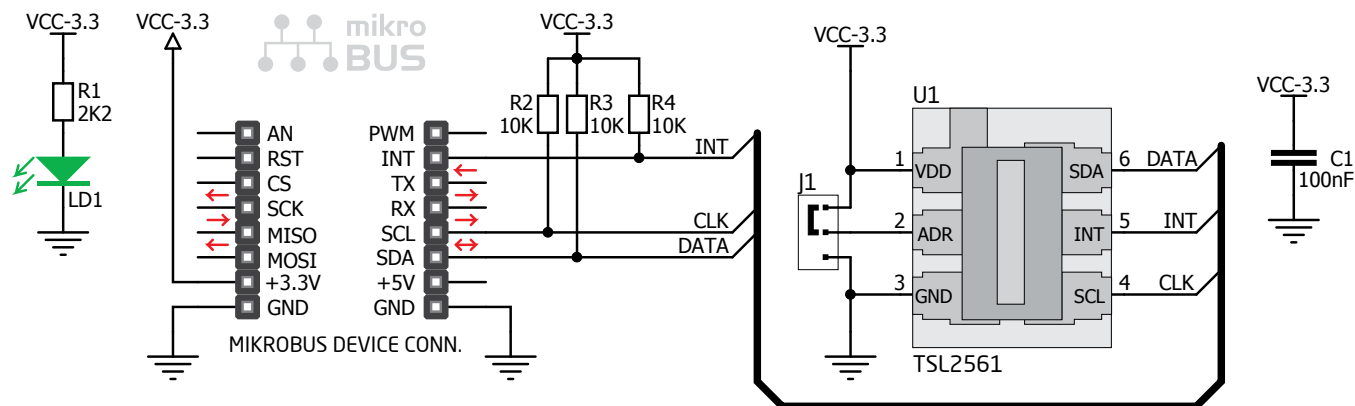 VCC-3.3
R1
2K2
LD1
VCC-3.3
mikro
BUS
AN
RST
CS
SCK
MISO
MOSI
+3.3V
GND
PWM
INT
TX
RX
SCL
SDA
+5V
GND
MIKROBUS DEVICE CONN.
VCC-3.3
R2
10K
R3
10K
R4
10K
INT
CLK
DATA
VCC-3.3
J1
U1
1
VDD
2
ADR
3
GND
SDA
6
DATA
INT
5
INT
SCL
4
CLK
TSL2561
VCC-3.3
C1
100nF